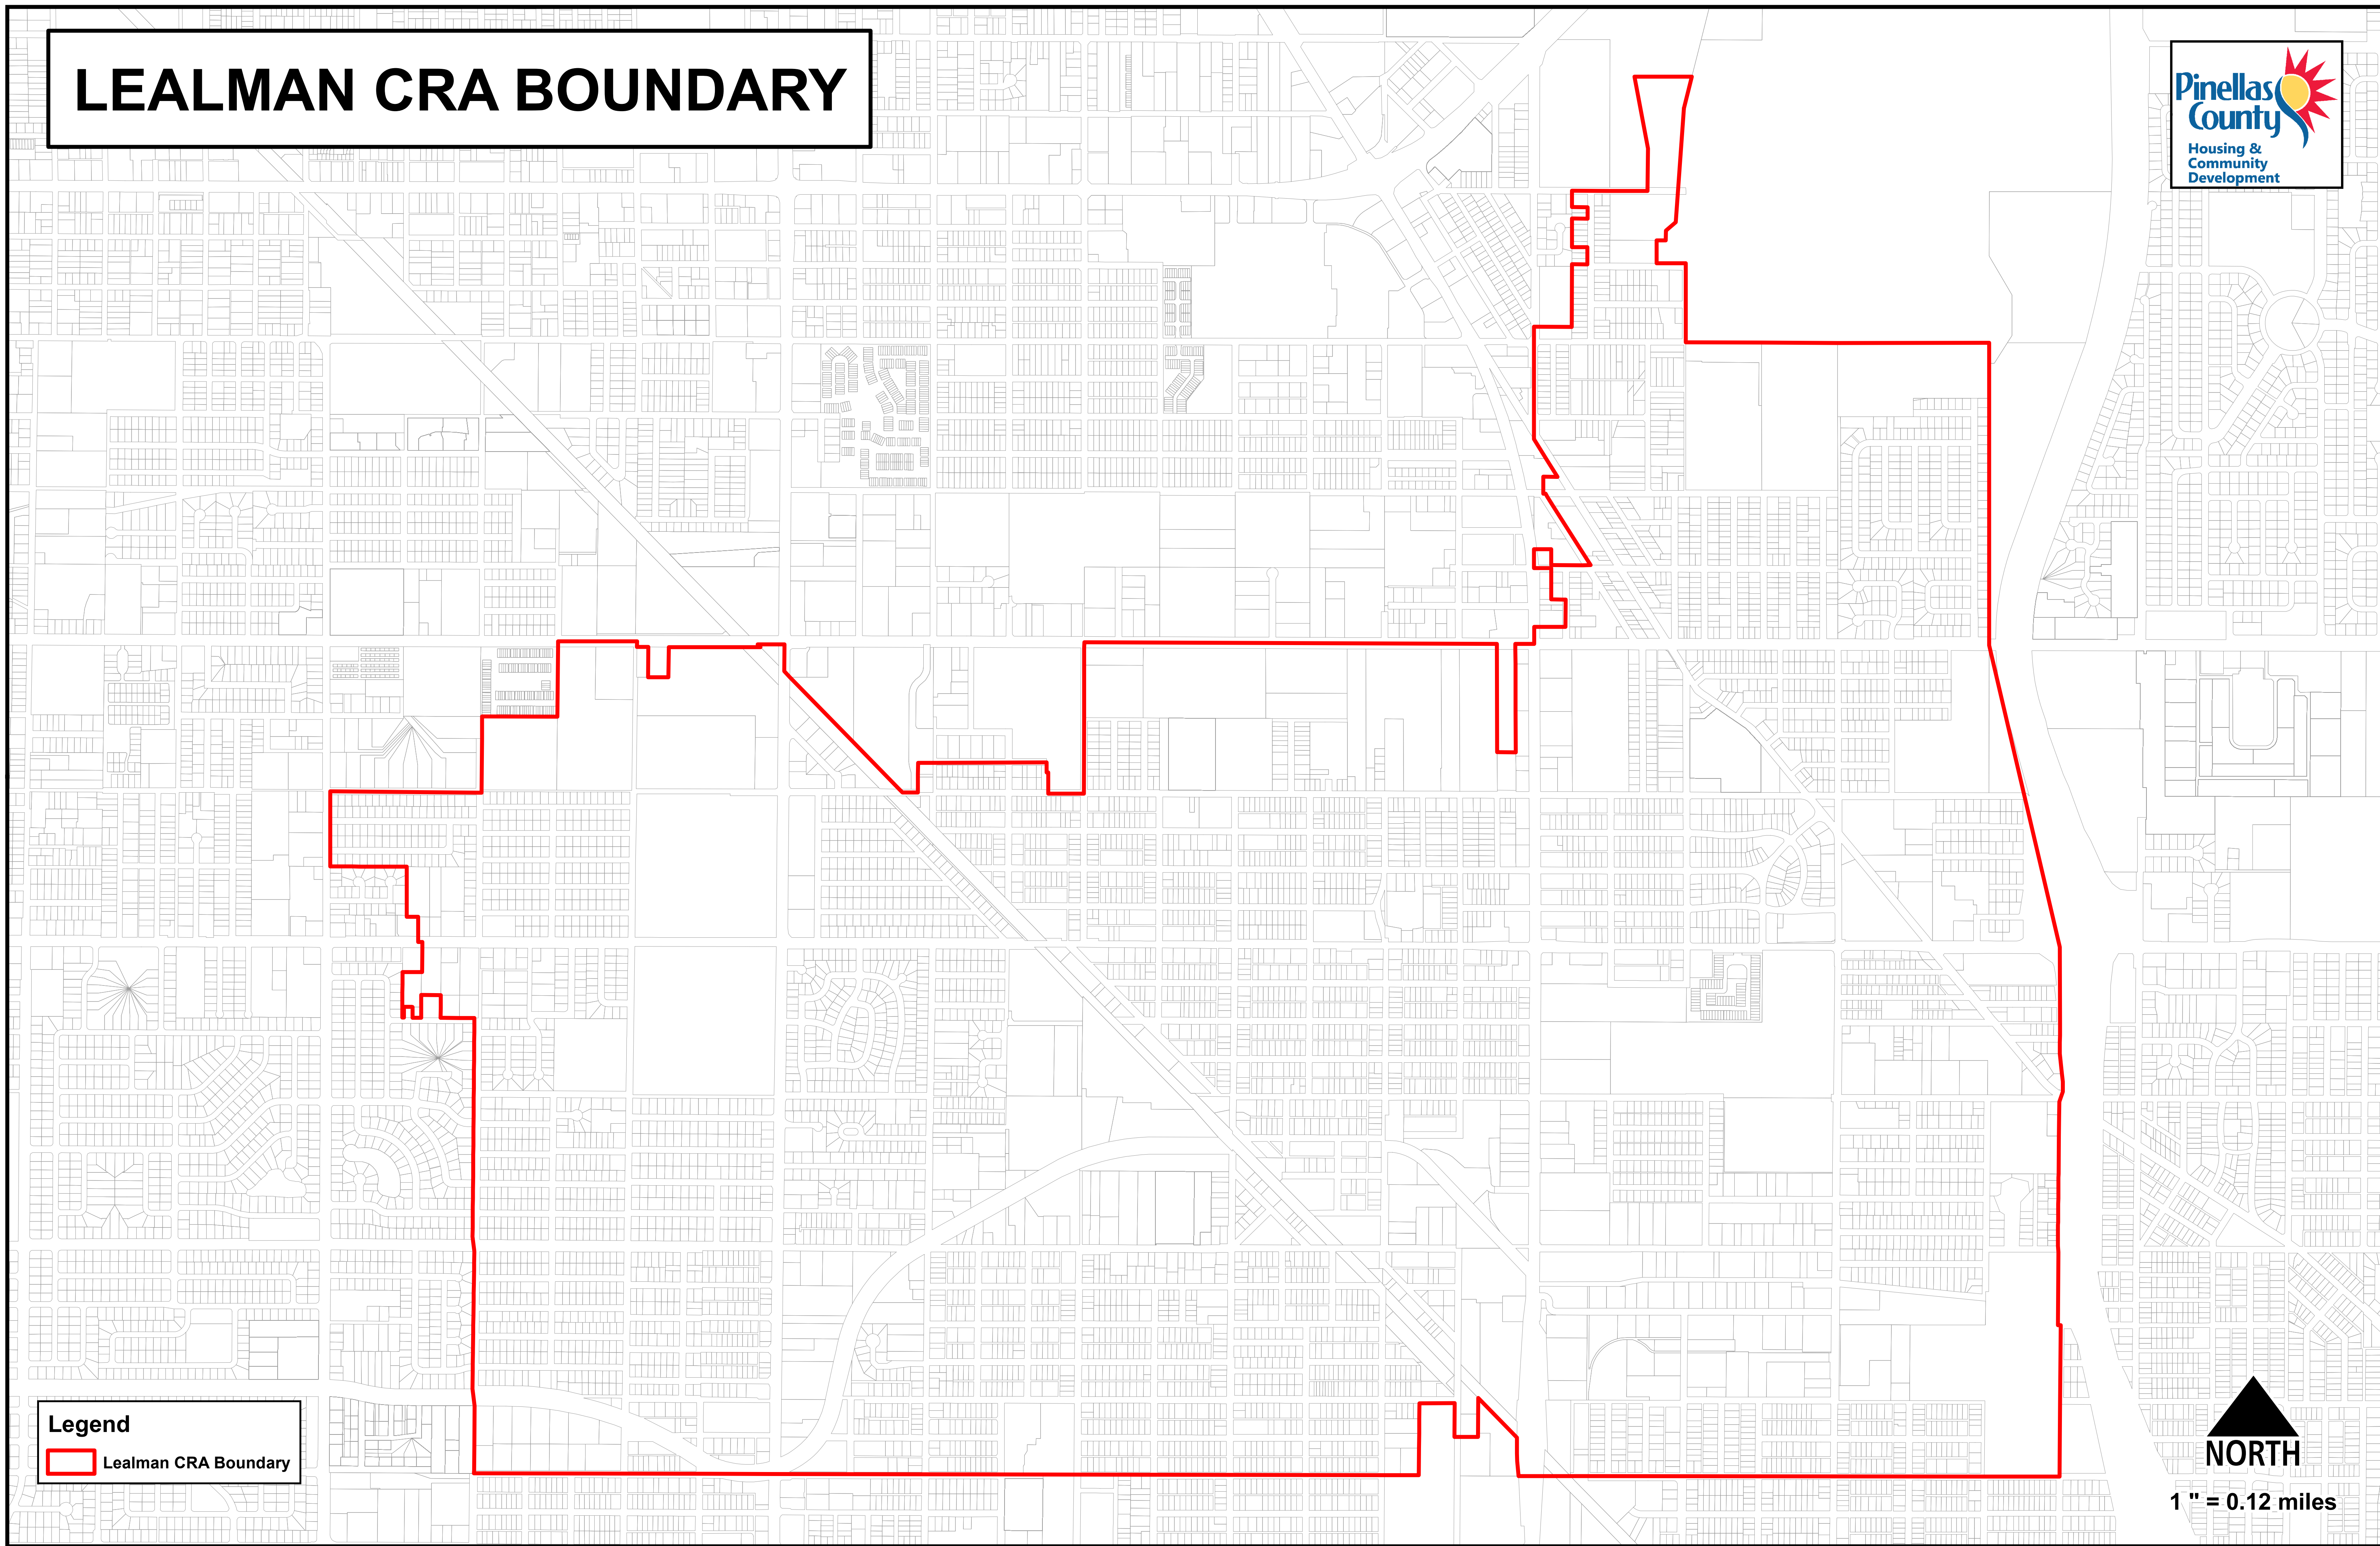 LEALMAN CRA BOUNDARY
Pinellas
County
Housing &
Community
Development
Legend
Lealman CRA Boundary
NORTH
1 " = 0.12 miles